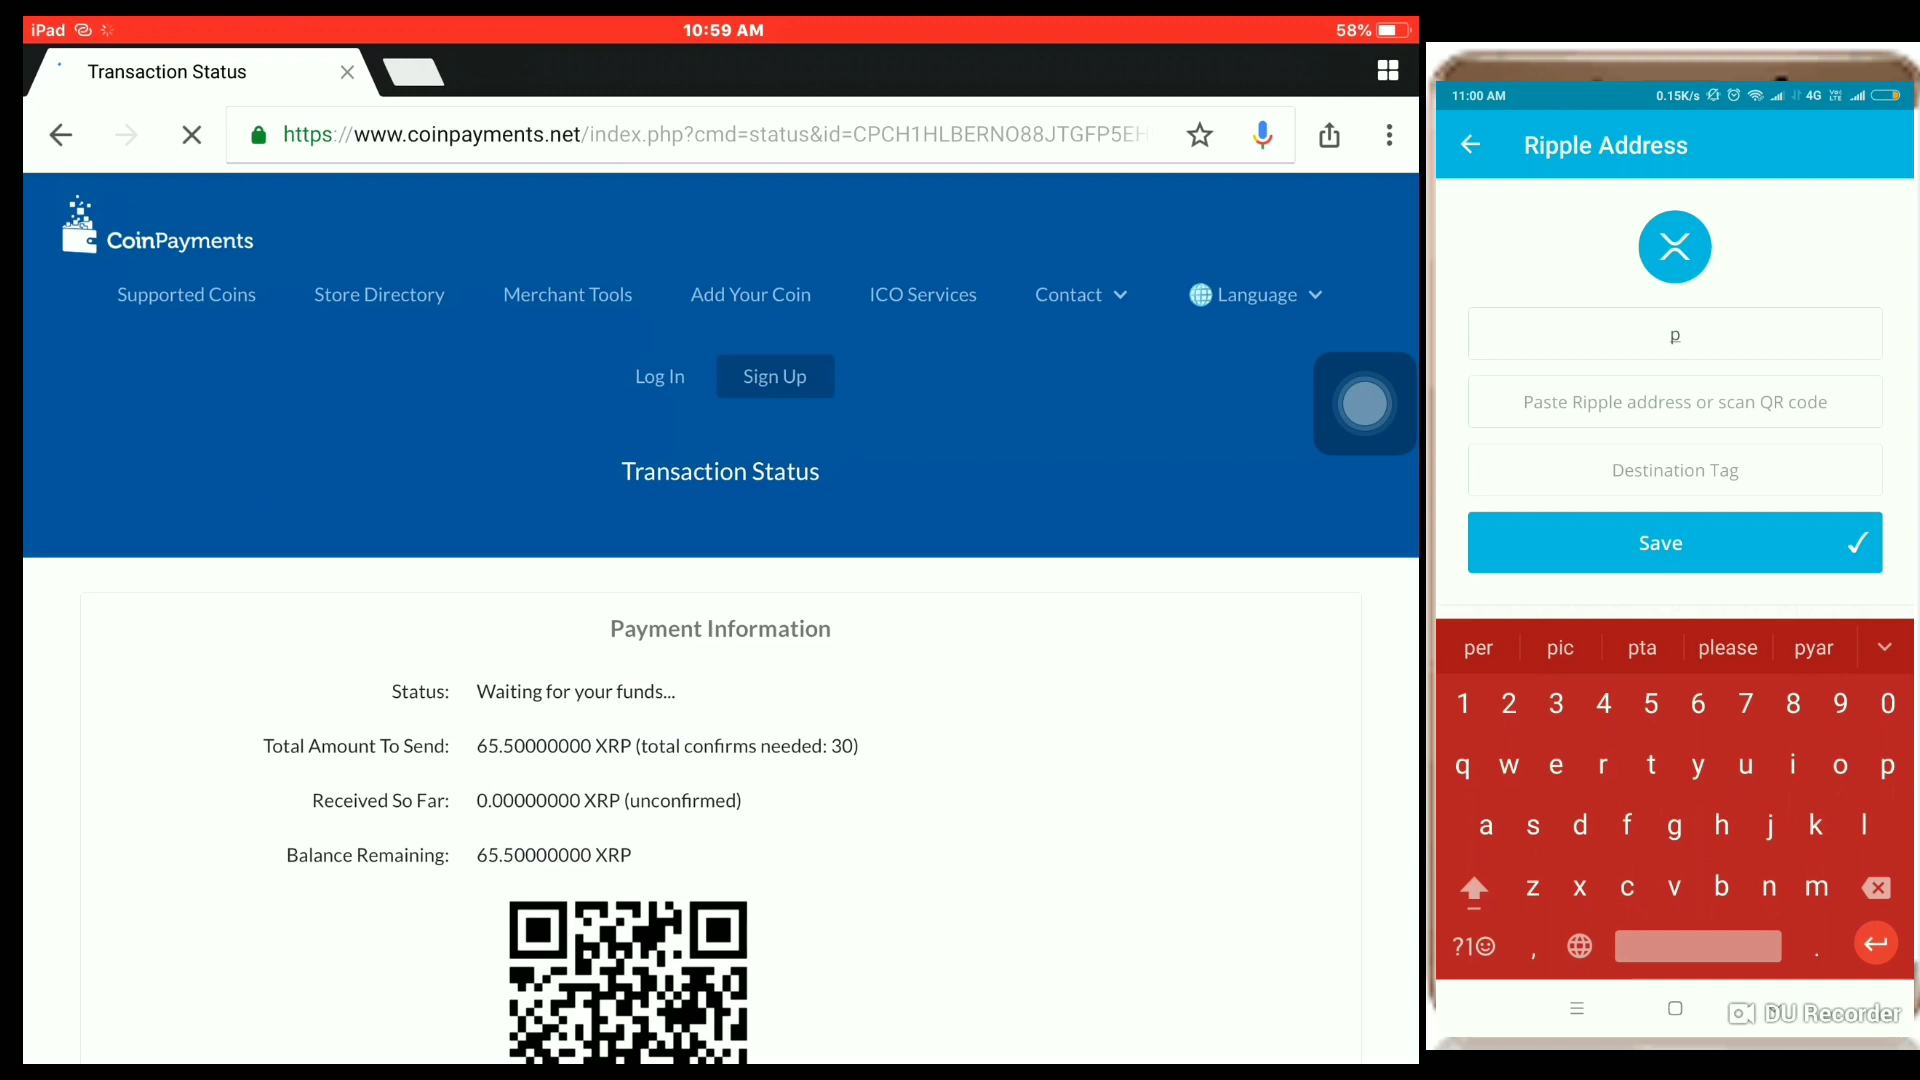 iPad
10:59 AM
58%
Transaction Status
https://www.coinpayments.net/index.php?cmd=status&id=CPCH1HLBERNO88JTGFP5EH
CoinPayments
Supported Coins
Store Directory
Merchant Tools
Add Your Coin
ICO Services
Contact
Language
Log In
Sign Up
Transaction Status
Payment Information
Status: Waiting for your funds...
Total Amount To Send: 65.50000000 XRP (total confirms needed: 30)
Received So Far: 0.00000000 XRP (unconfirmed)
Balance Remaining: 65.50000000 XRP
11:00 AM
0.15K/s
4G
Vo LTE
Ripple Address
p
Paste Ripple address or scan QR code
Destination Tag
Save
per pic pta please pyar
1 2 3 4 5 6 7 8 9 0
q w e r t y u i o p
a s d f g h j k l
z x c v b n m
?1☺ , .
DU Recorder